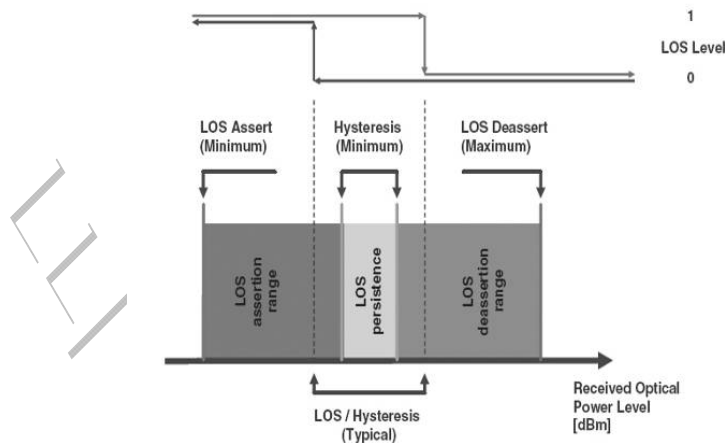 1
LOS Level
0
LOS Assert
(Minimum)
Hysteresis
(Minimum)
LOS Deassert
(Maximum)
LOS
assertion
range
LOS
persistence
LOS
deassertion
range
Received Optical
Power Level
[dBm]
LOS / Hysteresis
(Typical)